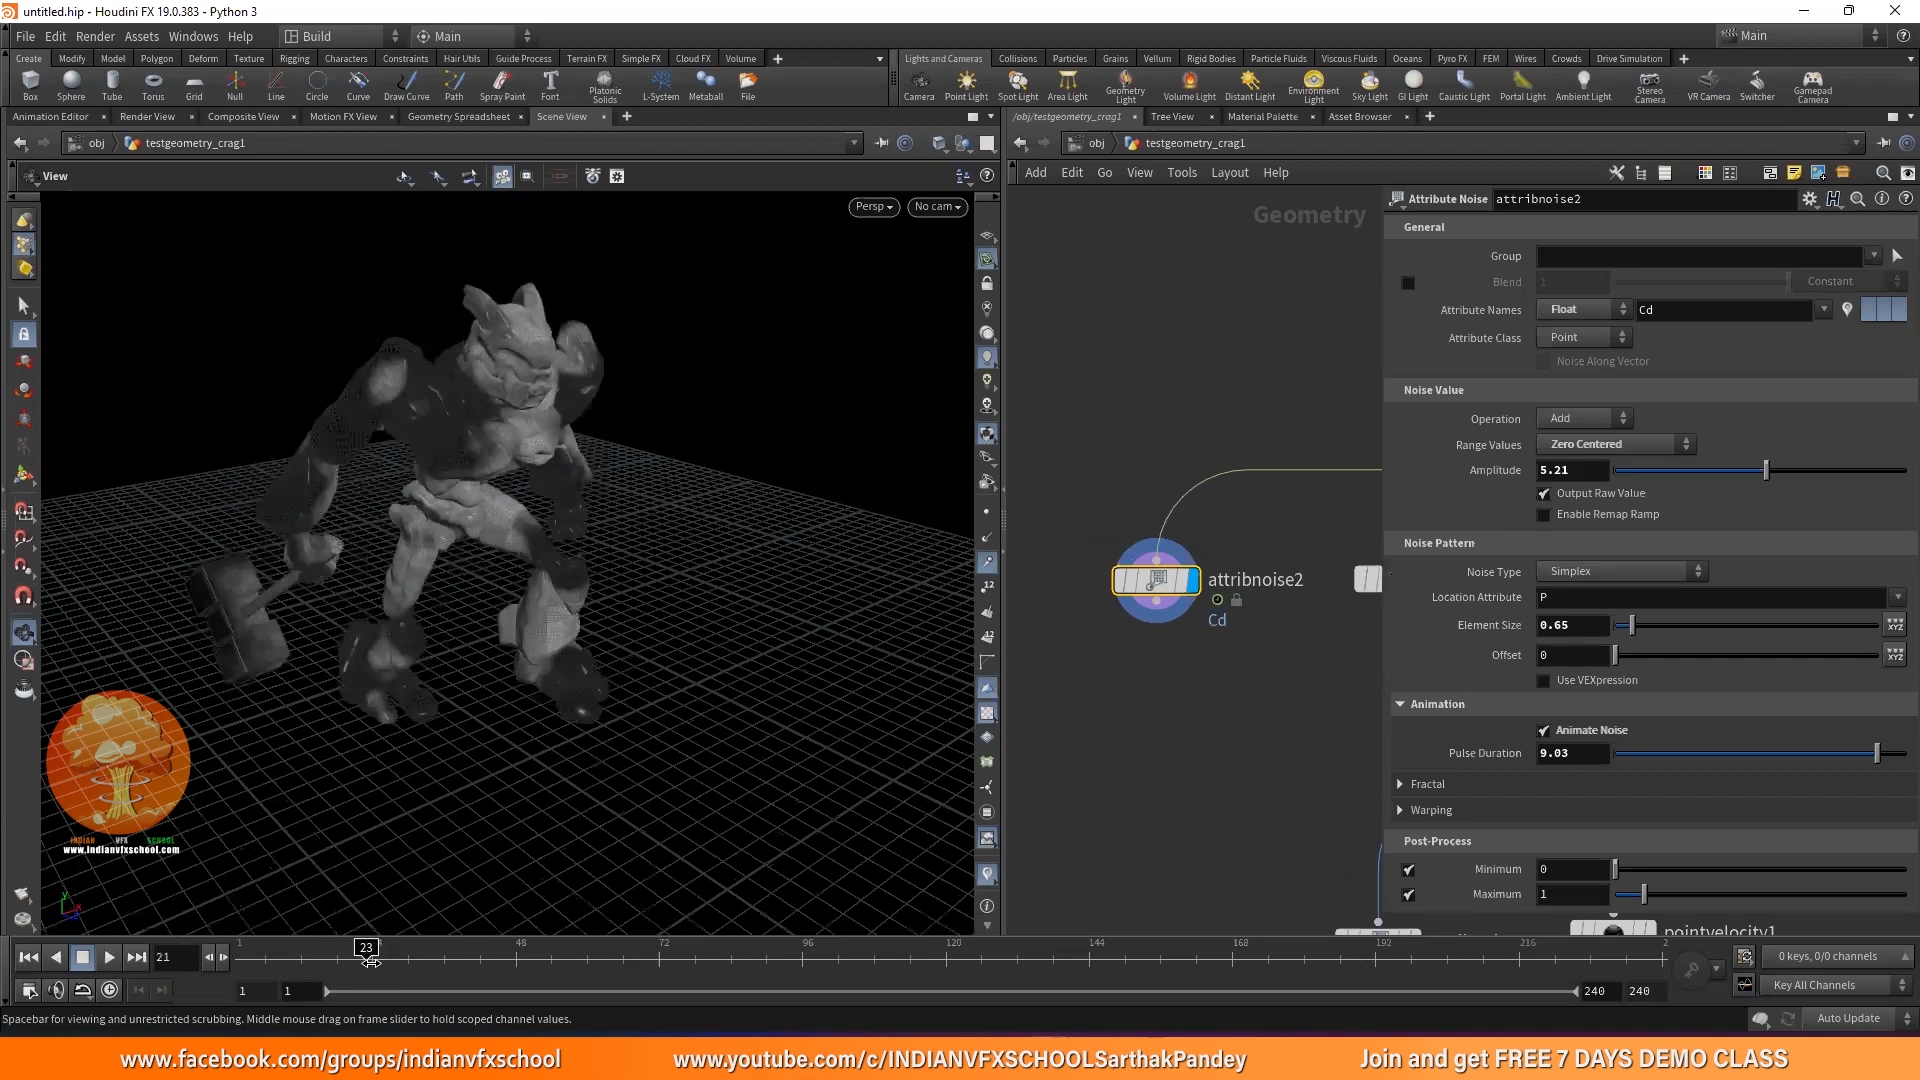 untitled.hip - Houdini FX 19.0.383 - Python 3
File Edit Render Assets Windows Help Build Main Main
Create Modify Model Polygon Deform Texture Rigging Characters Constraints Hair Utils Guide Process Terrain FX Simple FX Cloud FX Volume
Lights and Cameras Collisions Particles Grains Vellum Rigid Bodies Particle Fluids Viscous Fluids Oceans Pyro FX FEM Wires Crowds Drive Simulation
Box Sphere Tube Torus Grid Null Line Circle Curve Draw Curve Path Spray Paint Font Platonic Solids L-System Metaball File
Camera Point Light Spot Light Area Light Geometry Light Volume Light Distant Light Environment Light Sky Light GI Light Caustic Light Portal Light Ambient Light Stereo Camera VR Camera Switcher Gamepad Camera
Animation Editor Render View Composite View Motion FX View Geometry Spreadsheet Scene View
/obj/testgeometry_crag1 Tree View Material Palette Asset Browser
obj testgeometry_crag1
obj testgeometry_crag1
View
Add Edit Go View Tools Layout Help
Persp No cam
Geometry
Attribute Noise attribnoise2
General
Group
Blend 1 Constant
Attribute Names Float Cd
Attribute Class Point
Noise Along Vector
Noise Value
Operation Add
Range Values Zero Centered
Amplitude 5.21
Output Raw Value
Enable Remap Ramp
Noise Pattern
Noise Type Simplex
Location Attribute P
Element Size 0.65
Offset 0
Use VEXpression
Animation
Animate Noise
Pulse Duration 9.03
Fractal
Warping
Post-Process
Minimum 0
Maximum 1
attribnoise2
Cd
pointvelocity1
INDIAN VFX SCHOOL
www.indianvfxschool.com
21 23
1 48 72 96 120 144 168 192 216 2
1 1 240 240
0 keys, 0/0 channels
Key All Channels
Spacebar for viewing and unrestricted scrubbing. Middle mouse drag on frame slider to hold scoped channel values.
Auto Update
www.facebook.com/groups/indianvfxschool www.youtube.com/c/INDIANVFXSCHOOLSarthakPandey Join and get FREE 7 DAYS DEMO CLASS